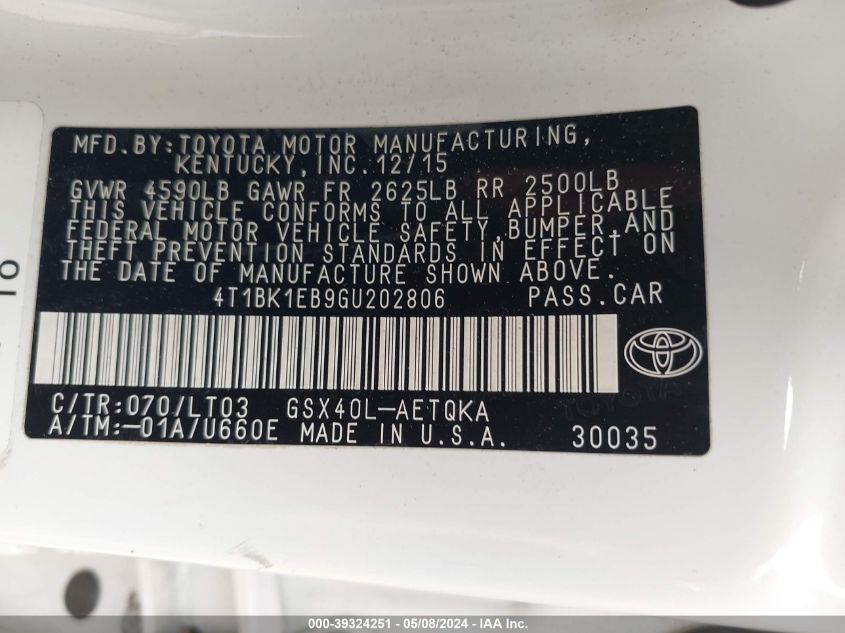 MFD.BY:TOYOTA MOTOR MANUFACTURING,
KENTUCKY,INC.12/15
GVWR 4590LB GAWR FR 2625LB RR 2500LB
THIS VEHICLE CONFORMS TO ALL APPLICABLE
FEDERAL MOTOR VEHICLE SAFETY,BUMPER,AND
THEFT PREVENTION STANDARDS IN EFFECT ON
THE DATE OF MANUFACTURE SHOWN ABOVE.
4T1BK1EB9GU202806 PASS.CAR
C/TR:070/LT03 GSX40L-AETQKA
TOYOTA
A/TM:-01A/U660E MADE IN U.S.A. 30035
000-39324251 - 05/08/2024 - IAA Inc.